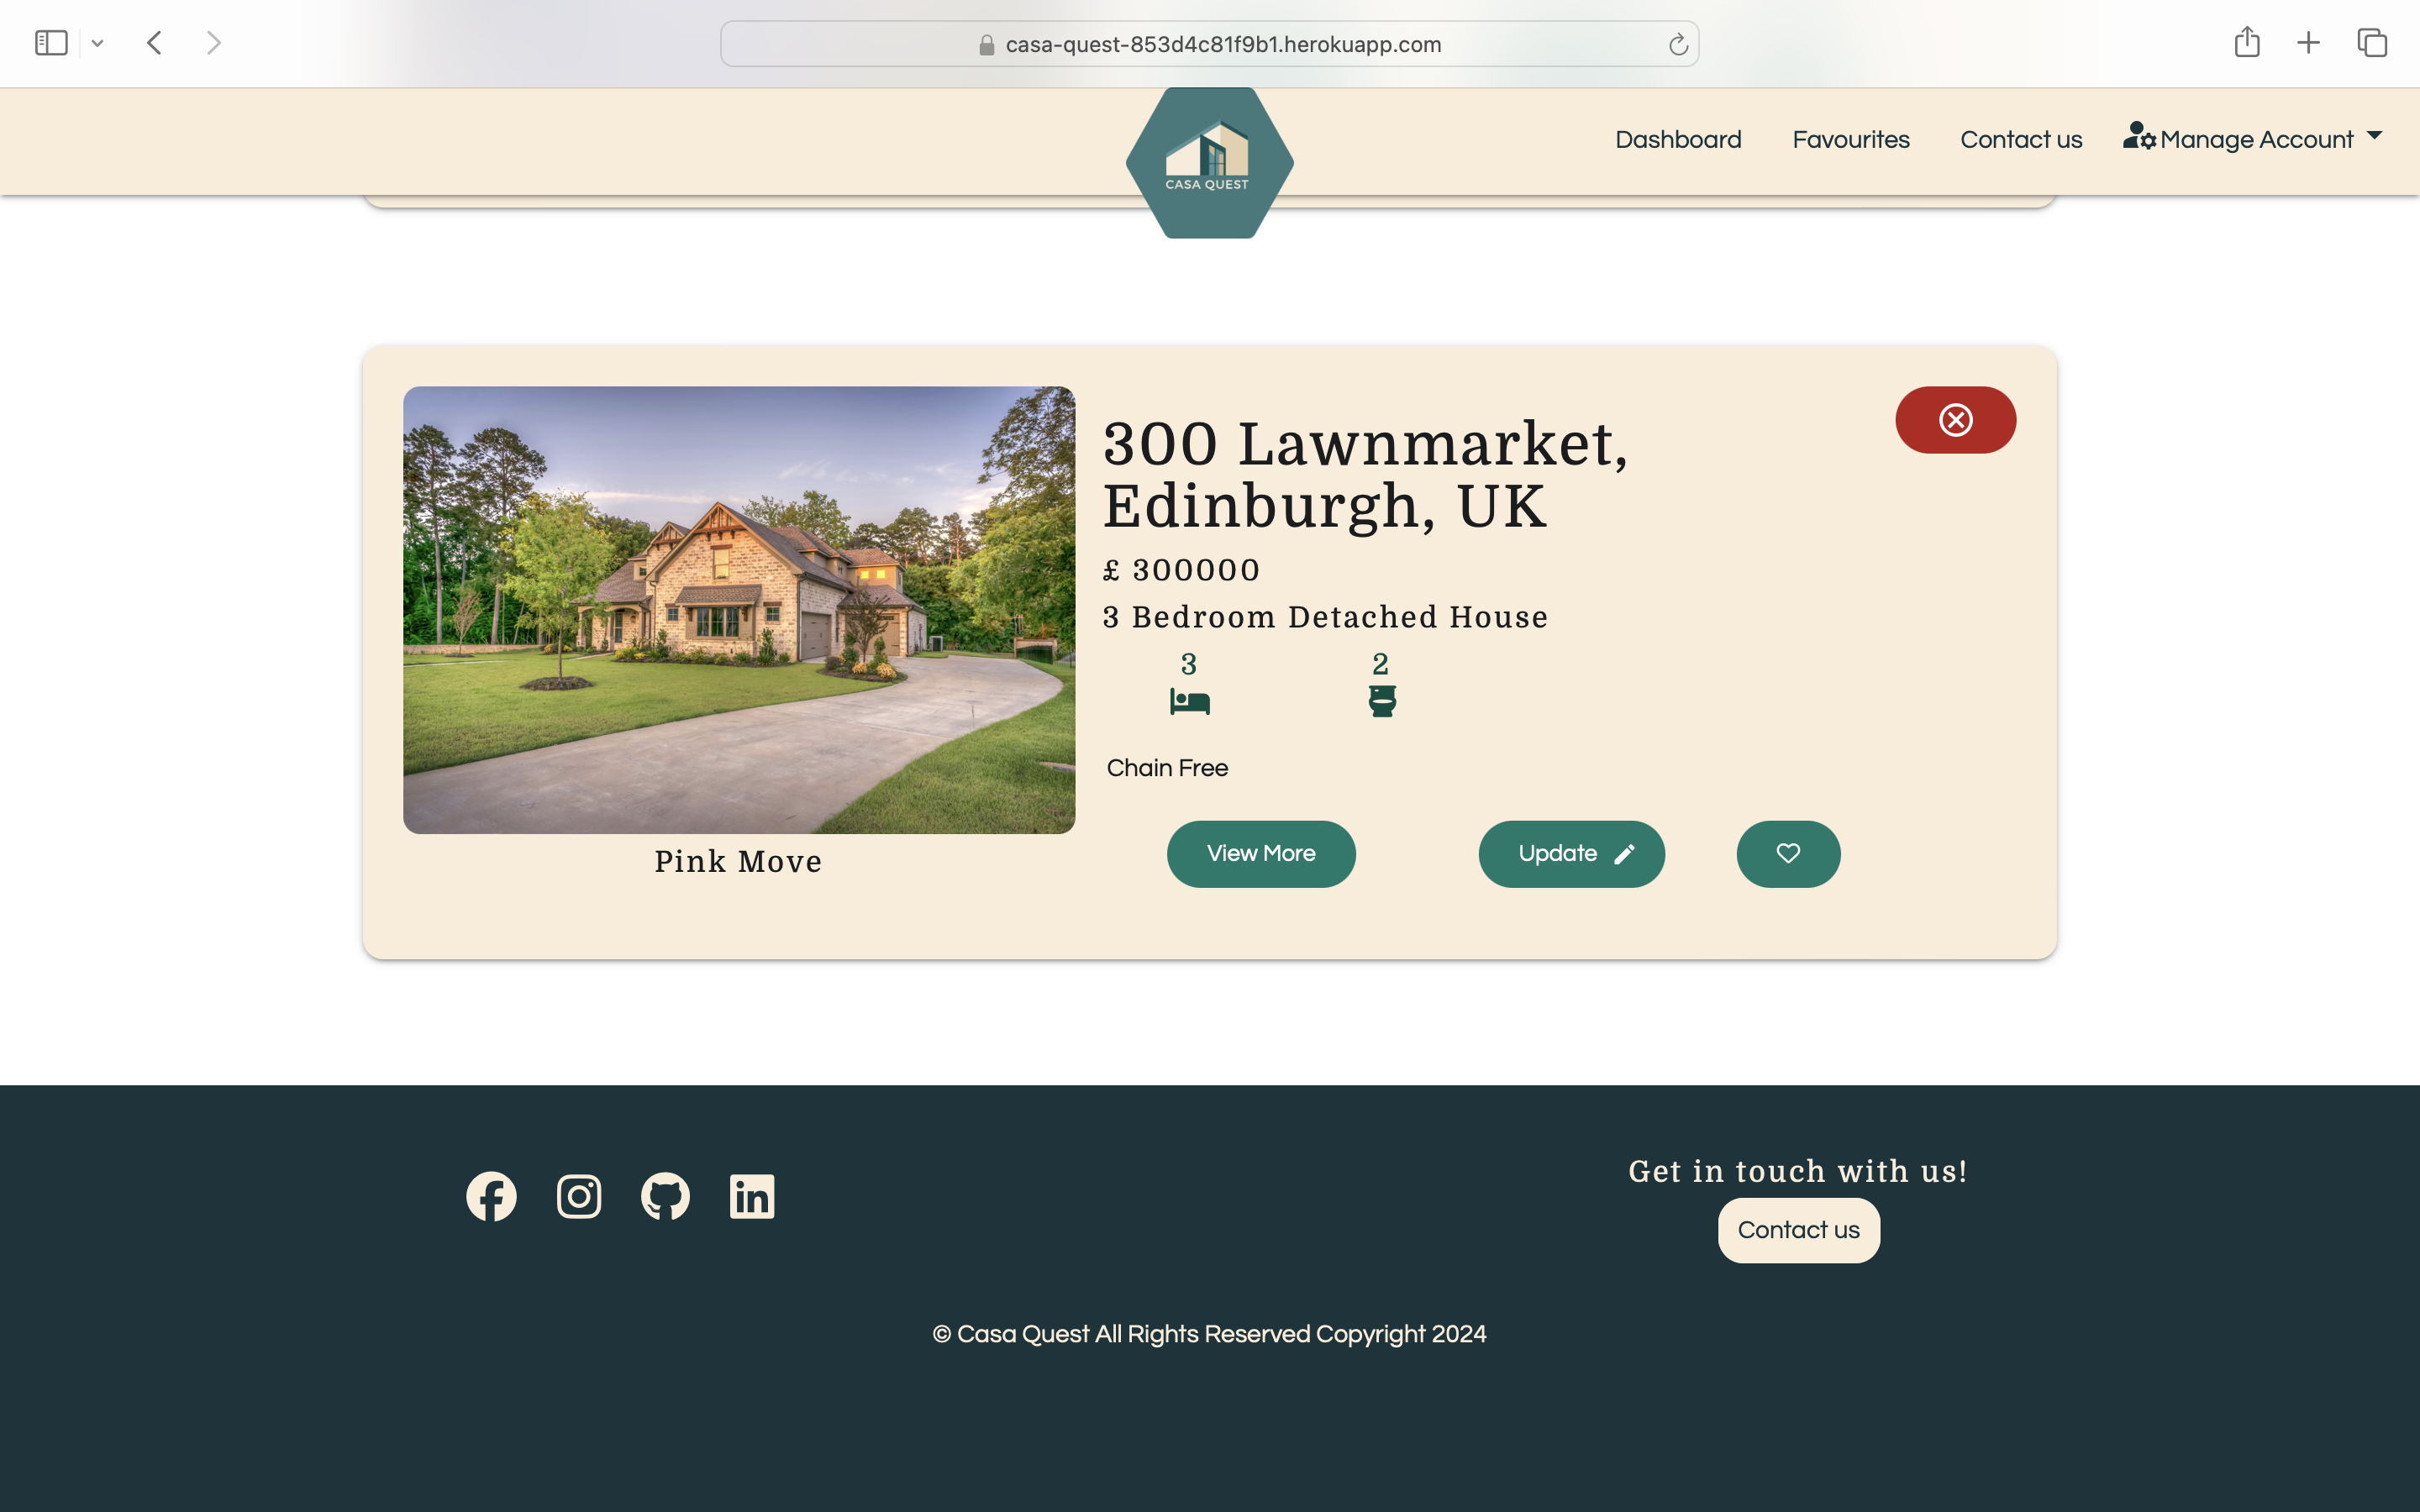 casa-quest-853d4c81f9b1.herokuapp.com
CASA QUEST
Dashboard
Favourites
Contact us
Manage Account
300 Lawnmarket,
Edinburgh, UK
£ 300000
3 Bedroom Detached House
3
2
Chain Free
Pink Move
View More
Update
Get in touch with us!
Contact us
© Casa Quest All Rights Reserved Copyright 2024